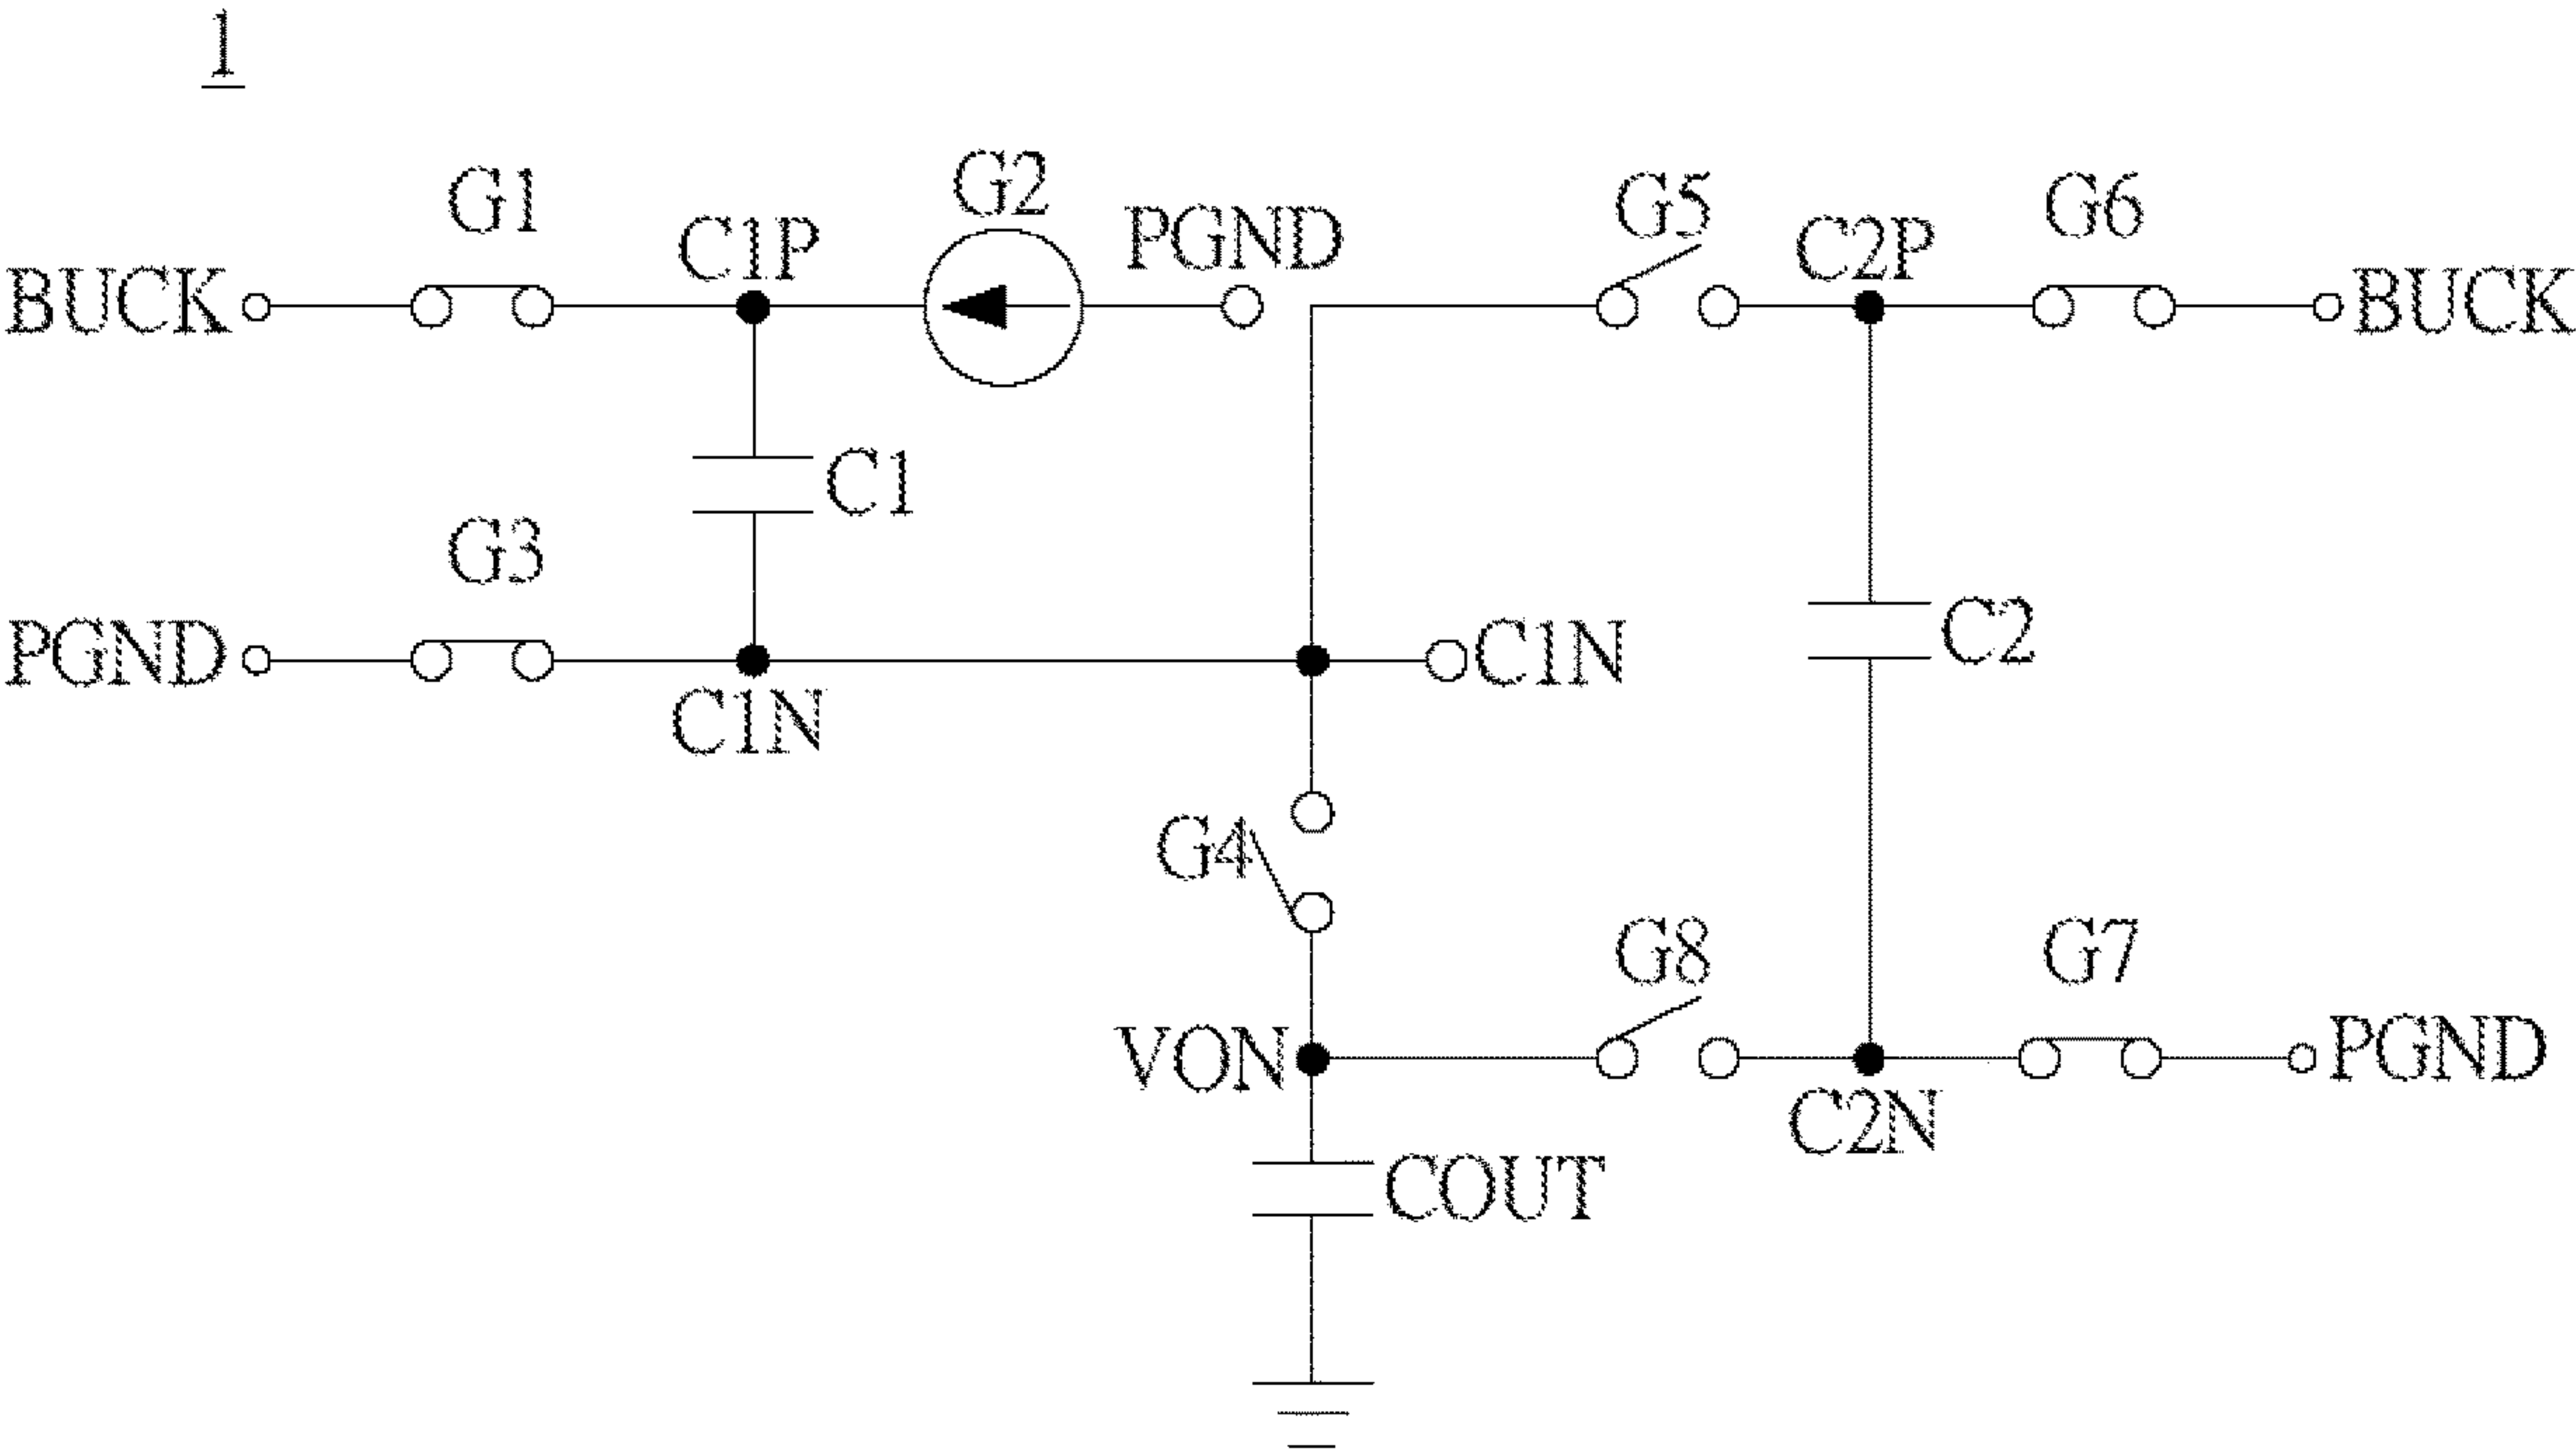 1
G1
C1P
G2
PGND
G5
C2P
G6
BUCK
BUCK
C1
G3
C2
PGND
C1N
C1N
G4
G8
G7
VON
PGND
C2N
COUT